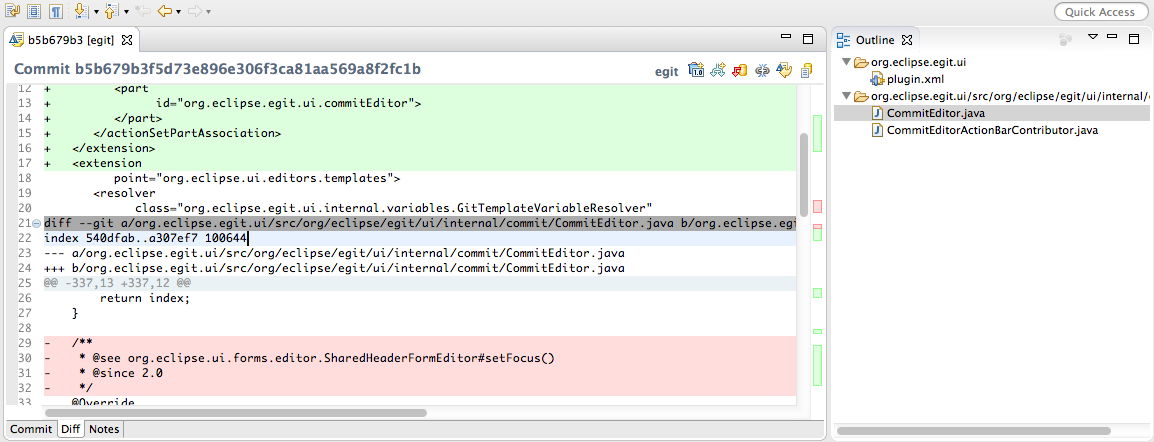 Quick Access
b5b679b3 [egit]
Commit b5b679b3f5d73e896e306f3ca81aa569a8f2fc1b
egit
12 + <part
13 + id="org.eclipse.egit.ui.commitEditor">
14 + </part>
15 + </actionSetPartAssociation>
16 + </extension>
17 + <extension
18 point="org.eclipse.ui.editors.templates">
19 <resolver
20 class="org.eclipse.egit.ui.internal.variables.GitTemplateVariableResolver"
21 diff --git a/org.eclipse.egit.ui/src/org/eclipse/egit/ui/internal/commit/CommitEditor.java b/org.eclipse.egi
22 index 540dfab..a307ef7 100644
23 --- a/org.eclipse.egit.ui/src/org/eclipse/egit/ui/internal/commit/CommitEditor.java
24 +++ b/org.eclipse.egit.ui/src/org/eclipse/egit/ui/internal/commit/CommitEditor.java
25 @@ -337,13 +337,12 @@
26 return index;
27 }
28
29 - /**
30 - * @see org.eclipse.ui.forms.editor.SharedHeaderFormEditor#setFocus()
31 - * @since 2.0
32 - */
33 @Override
Commit Diff Notes
Outline
org.eclipse.egit.ui
plugin.xml
org.eclipse.egit.ui/src/org/eclipse/egit/ui/internal/
CommitEditor.java
CommitEditorActionBarContributor.java